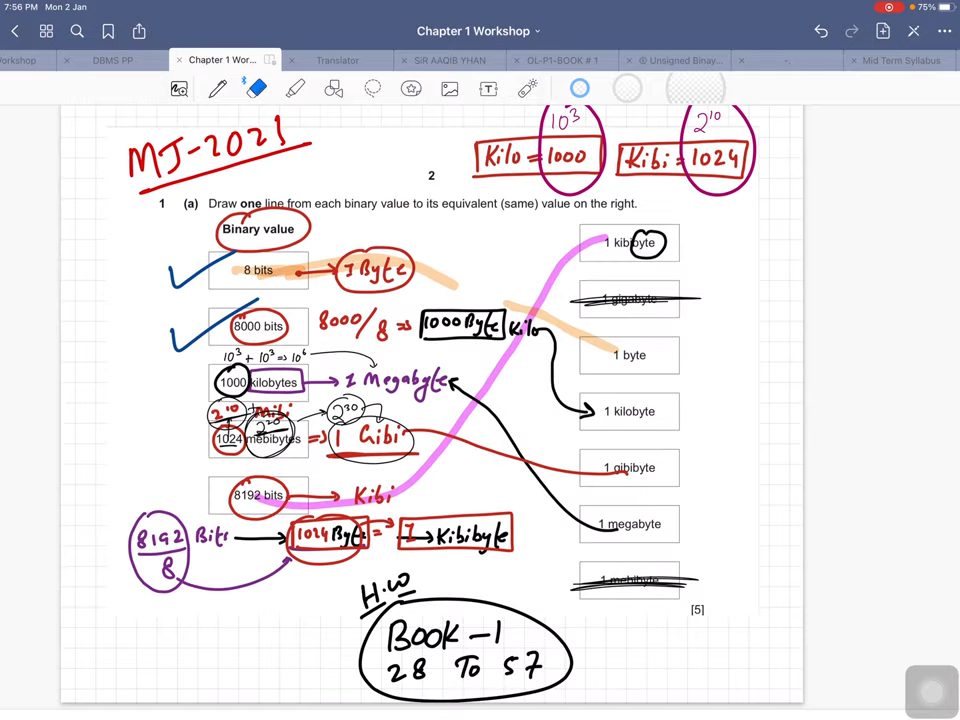 7:56 PM Mon 2 Jan
75%
Chapter 1 Workshop
orkshop
DBMS PP
Chapter 1 Wor...
Translator
SIR AAQIB YHAN
OL-P1-BOOK # 1
Unsigned Binay...
Mid Term Syllabus
MJ-2021
10³
2¹⁰
Kilo = 1000
Kibi = 1024
2
1 (a) Draw one line from each binary value to its equivalent (same) value on the right.
Binary value
1 kibibyte
8 bits
1 Byte
1 gigabyte
8000 bits
8000/8 => 1000 Byte Kilo
1 byte
10³ + 10³ => 10⁶
1000 kilobytes
1 Megabyte
1 kilobyte
2¹⁰ + Mibi
2²⁰
2³⁰
1024 mebibytes => 1 Gibi
1 gibibyte
8192 bits
Kibi
1 megabyte
8192/8 Bits
1024 Byte = 1 Kibibyte
1 mebibyte
[5]
H.W
BOOK-1
28 To 57